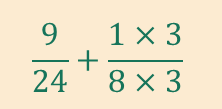 9/24 + 1 × 3/8 × 3